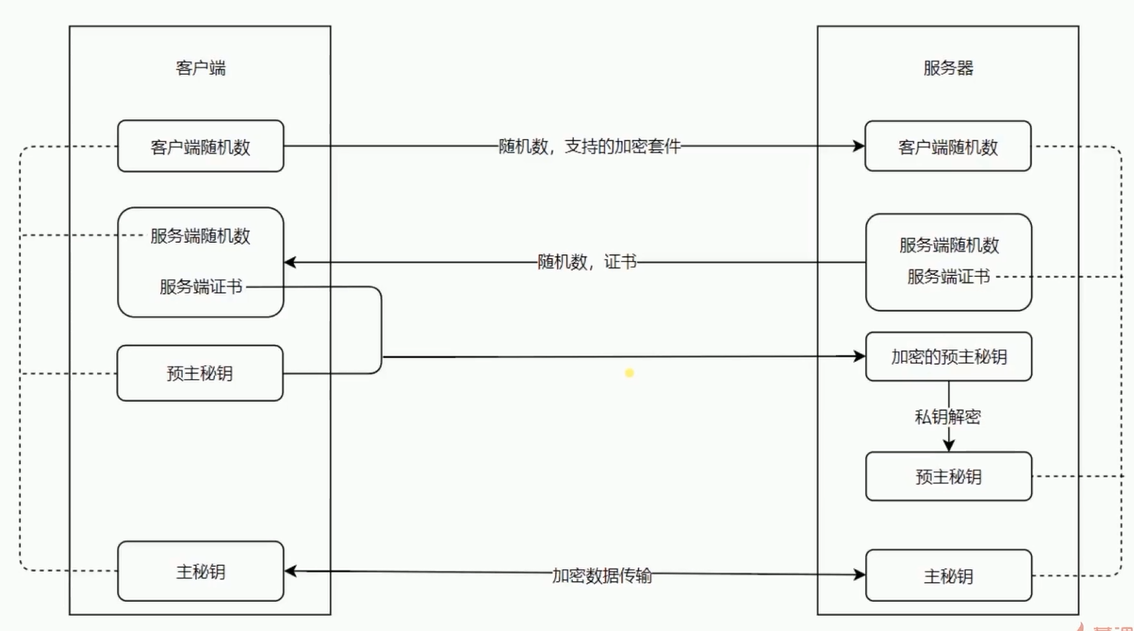 客户端
服务器
客户端随机数
随机数，支持的加密套件
客户端随机数
服务端随机数
服务端证书
随机数，证书
服务端随机数
服务端证书
预主秘钥
加密的预主秘钥
私钥解密
预主秘钥
主秘钥
加密数据传输
主秘钥